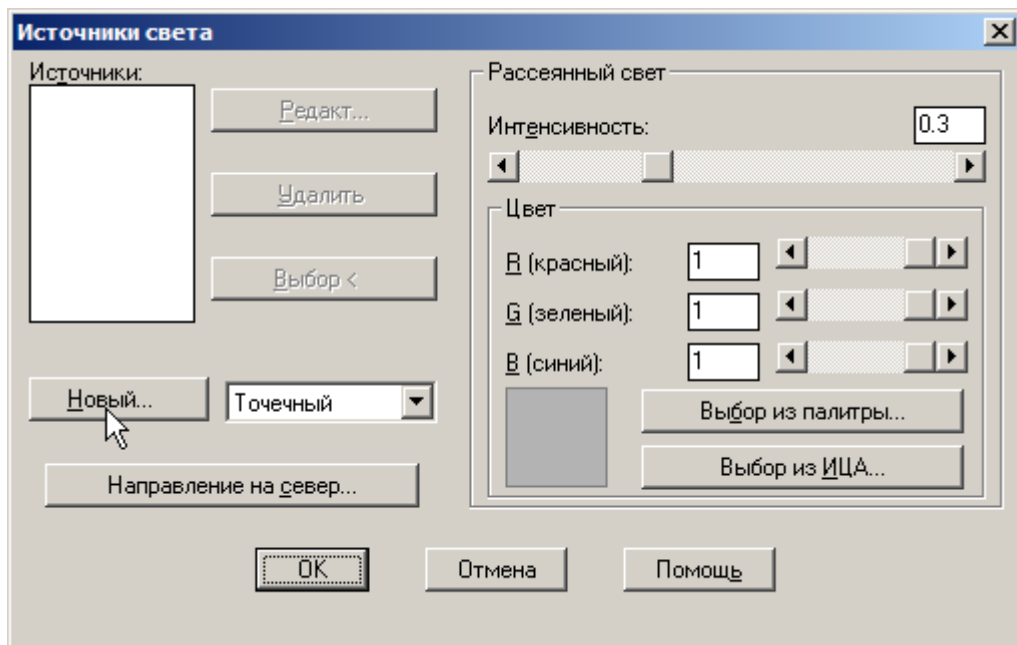 Источники света
Источники:
Редакт...
Удалить
Выбор <
Новый...
Точечный
Направление на север...
Рассеянный свет
Интенсивность:
0.3
Цвет
R (красный):
1
G (зеленый):
1
B (синий):
1
Выбор из палитры...
Выбор из ИЦА...
OK
Отмена
Помощь